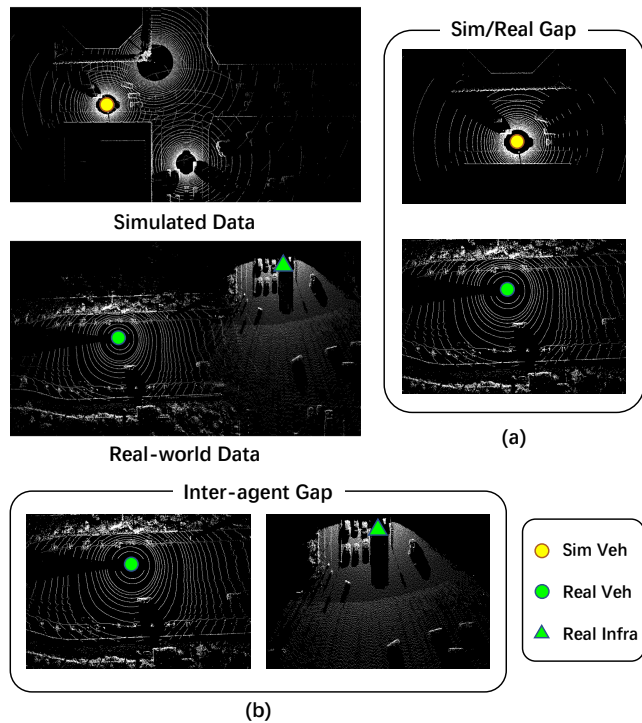 Sim/Real Gap
Simulated Data
Real-world Data
(a)
Inter-agent Gap
Sim Veh
Real Veh
Real Infra
(b)